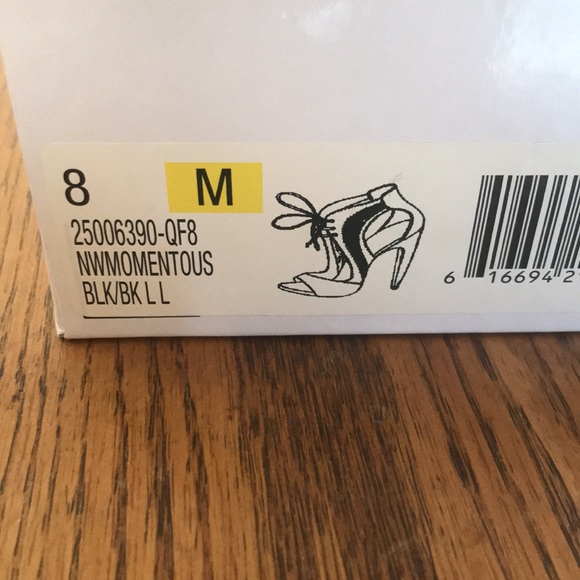 8 M
25006390-QF8
NWMOMENTOUS
BLK/BK L L
6 16694 2